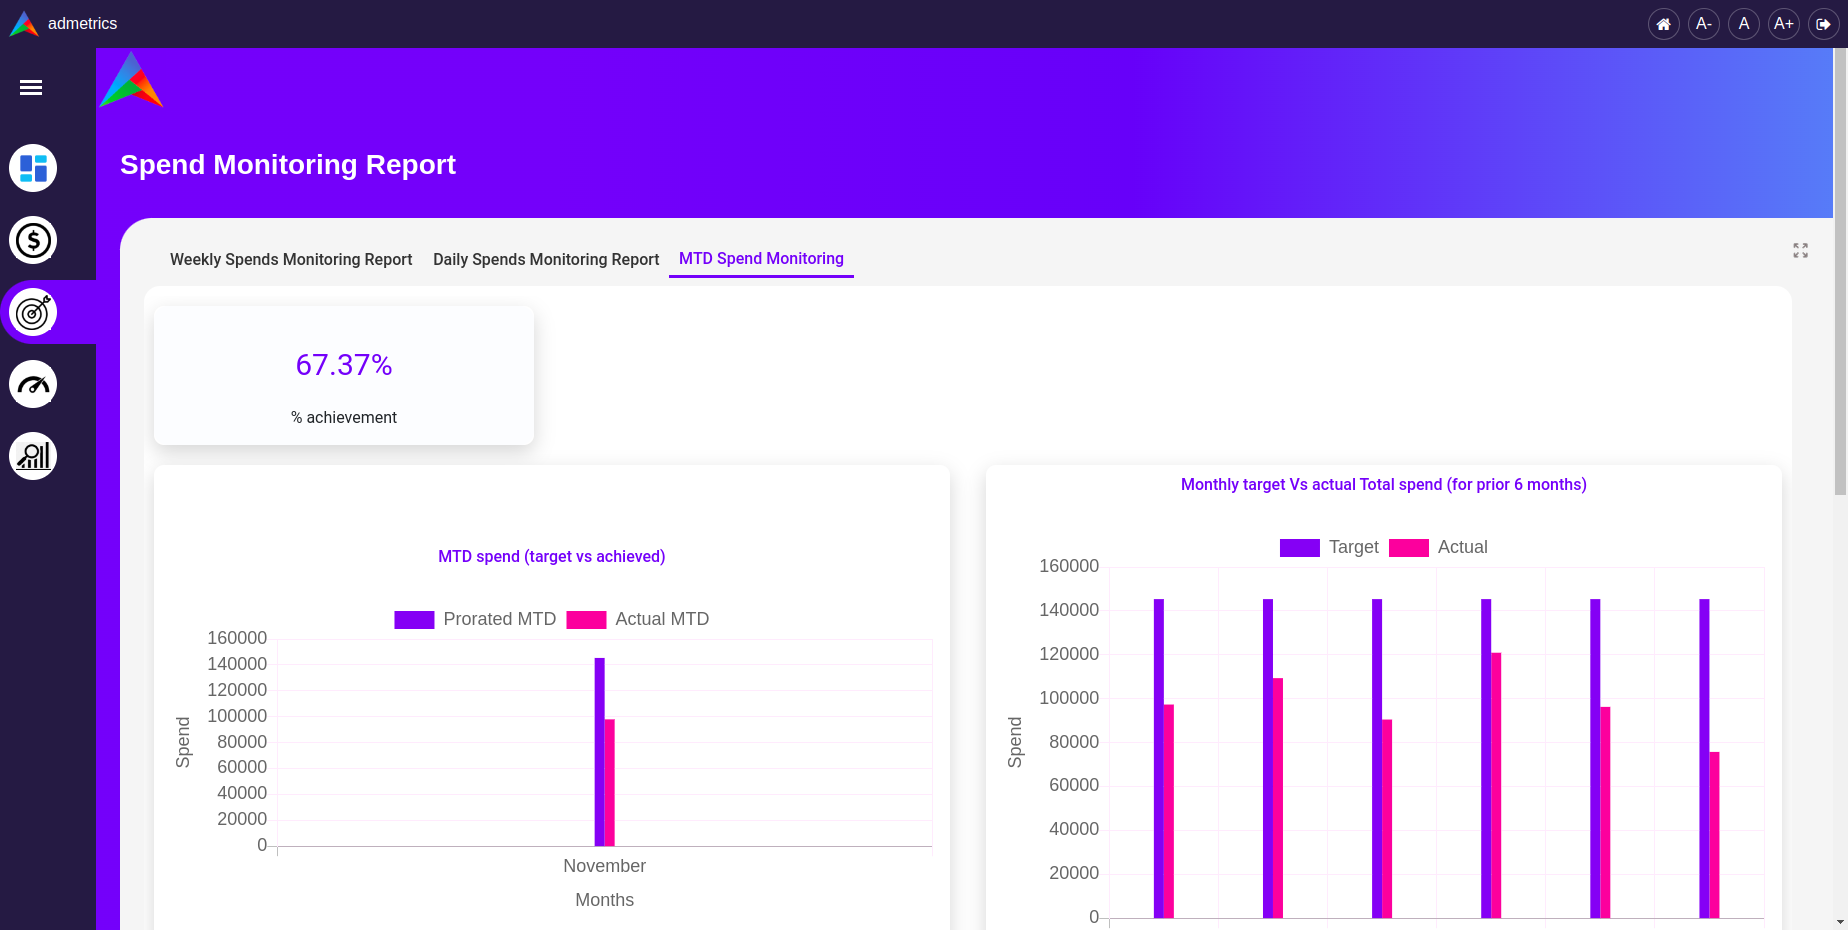 admetrics
A-
A
A+
Spend Monitoring Report
Weekly Spends Monitoring Report
Daily Spends Monitoring Report
MTD Spend Monitoring
67.37%
% achievement
MTD spend (target vs achieved)
Prorated MTD
Actual MTD
160000
140000
120000
100000
80000
60000
40000
20000
0
Spend
November
Months
Monthly target Vs actual Total spend (for prior 6 months)
Target
Actual
160000
140000
120000
100000
80000
60000
40000
20000
0
Spend